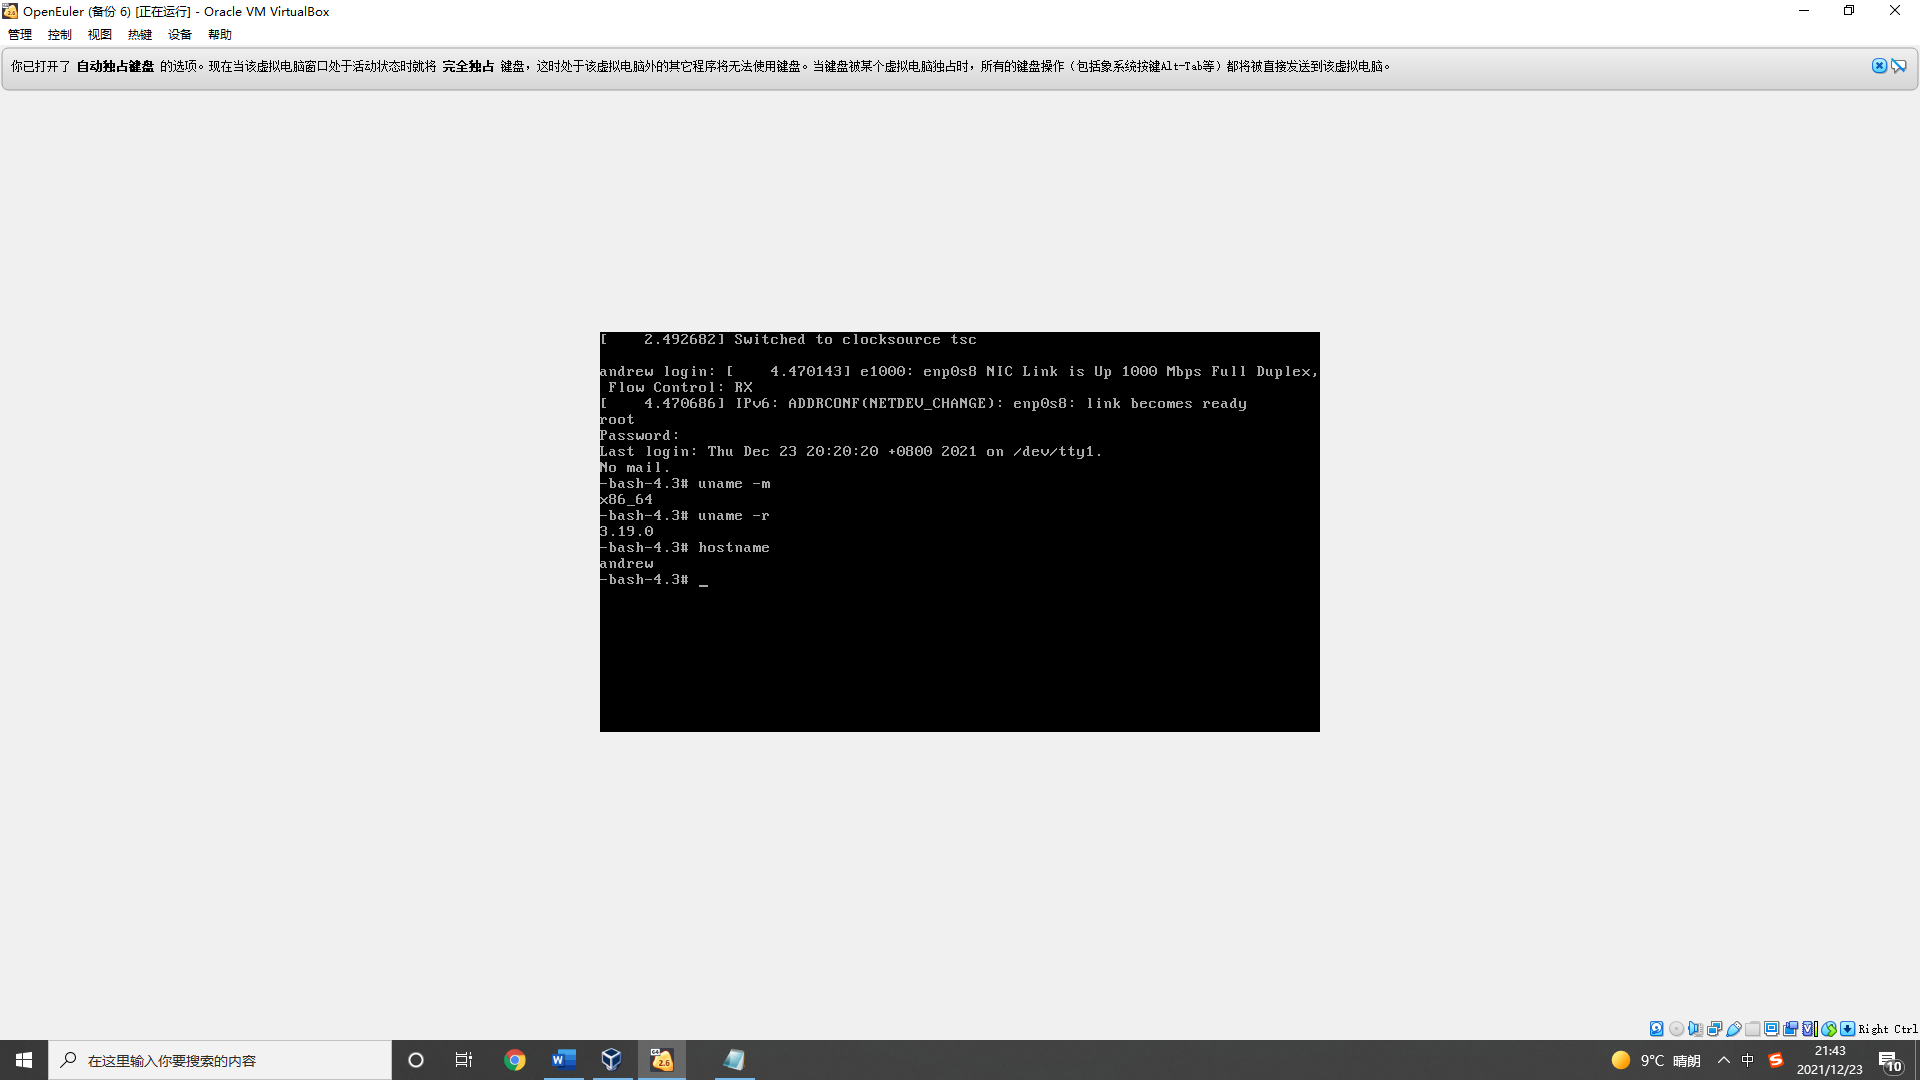 OpenEuler (备份 6) [正在运行] - Oracle VM VirtualBox
管理 控制 视图 热键 设备 帮助
你已打开了 自动独占键盘 的选项。现在当该虚拟电脑窗口处于活动状态时就将 完全独占 键盘，这时处于该虚拟电脑外的其它程序将无法使用键盘。当键盘被某个虚拟电脑独占时，所有的键盘操作（包括象系统按键Alt-Tab等）都将被直接发送到该虚拟电脑。
[    2.492682] Switched to clocksource tsc
andrew login: [    4.470143] e1000: enp0s8 NIC Link is Up 1000 Mbps Full Duplex,
 Flow Control: RX
[    4.470686] IPv6: ADDRCONF(NETDEV_CHANGE): enp0s8: link becomes ready
root
Password:
Last login: Thu Dec 23 20:20:20 +0800 2021 on /dev/tty1.
No mail.
-bash-4.3# uname -m
x86_64
-bash-4.3# uname -r
3.19.0
-bash-4.3# hostname
andrew
-bash-4.3# _
Right Ctrl
在这里输入你要搜索的内容
W
64
2.6
9°C 晴朗
中
S
21:43
2021/12/23
10